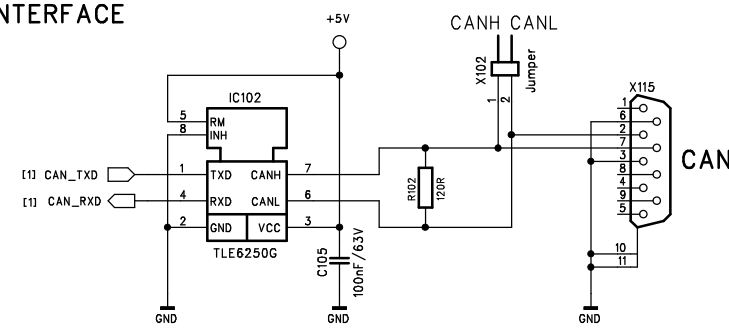 NTERFACE
+5V
CANH CANL
X102
Jumper
1
2
X115
IC102
5
RM
8
INH
[1] CAN_TXD
1
TXD
CANH
7
[1] CAN_RXD
4
RXD
CANL
6
2
GND
VCC
3
TLE6250G
R102
120R
C105
100nF/63V
1
6
2
7
3
8
4
9
5
CAN
10
11
GND
GND
GND